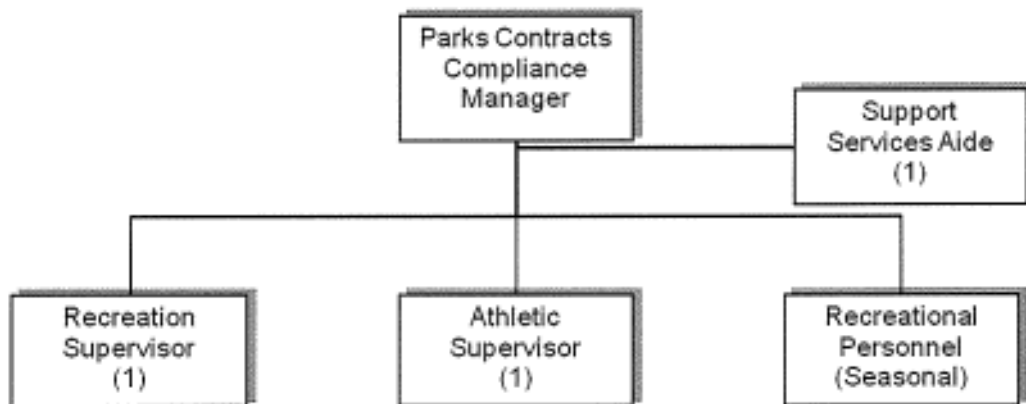 Parks Contracts
Compliance
Manager
Support
Services Aide
(1)
Recreation
Supervisor
(1)
Athletic
Supervisor
(1)
Recreational
Personnel
(Seasonal)